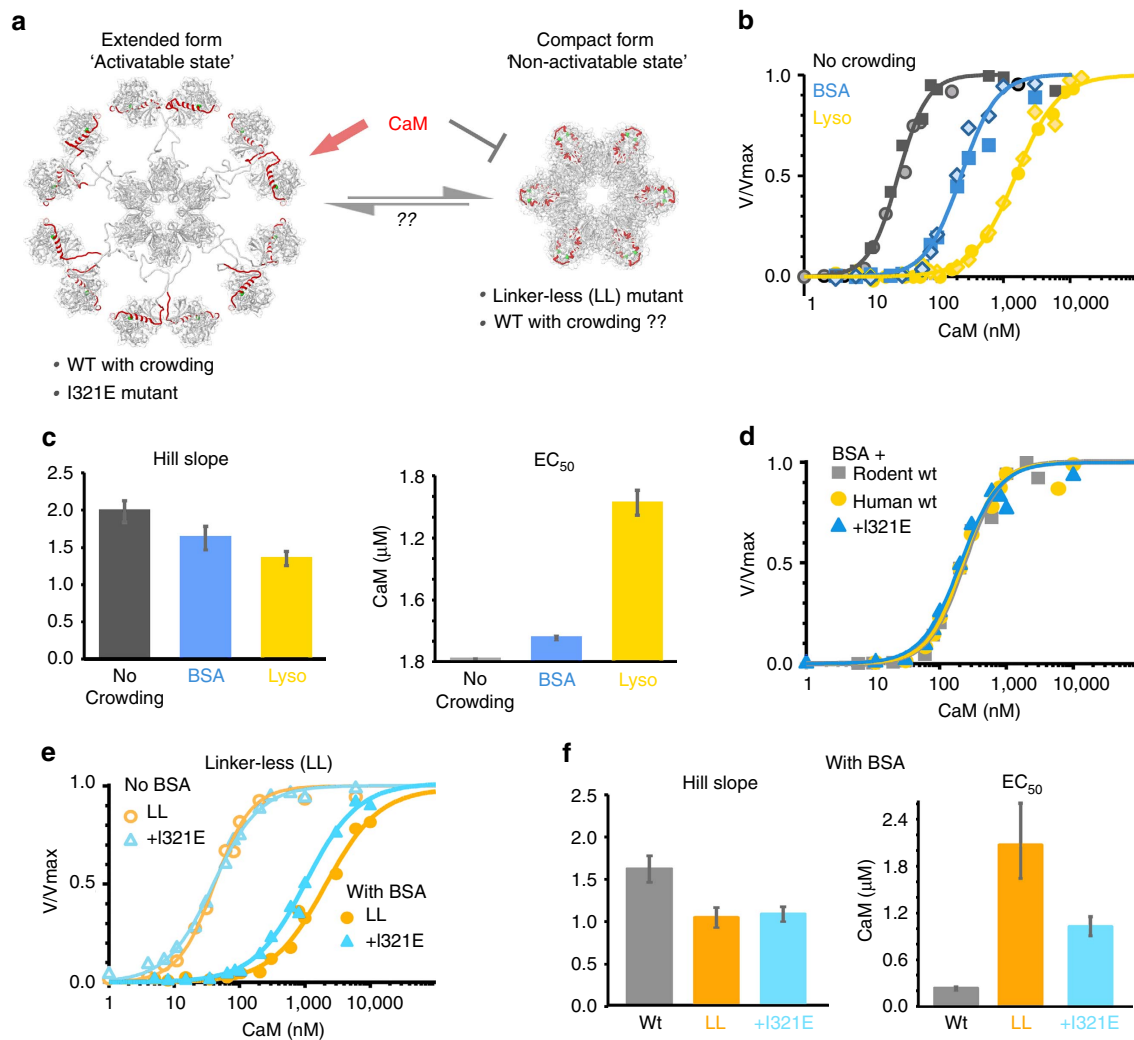 a
Extended form
'Activatable state'
Compact form
'Non-activatable state'
CaM
??
• WT with crowding
• I321E mutant
• Linker-less (LL) mutant
• WT with crowding ??
b
No crowding
BSA
Lyso
V/Vmax
1.0
0.5
0.0
1 10 100 1,000 10,000
CaM (nM)
c
Hill slope
2.5
2.0
1.5
1.0
1.5
0.0
No Crowding
BSA
Lyso
EC50
CaM (μM)
1.8
1.2
1.6
1.8
No Crowding
BSA
Lyso
d
BSA +
Rodent wt
Human wt
+I321E
V/Vmax
1.0
0.5
0.0
1 10 100 1,000 10,000
CaM (nM)
e
Linker-less (LL)
No BSA
LL
+I321E
With BSA
LL
+I321E
V/Vmax
1.0
0.5
0.0
1 10 100 1,000 10,000
CaM (nM)
f
With BSA
Hill slope
2.5
2.0
1.5
1.0
0.5
0.0
Wt LL +I321E
EC50
CaM (μM)
2.4
1.8
1.2
0.6
0.0
Wt LL +I321E